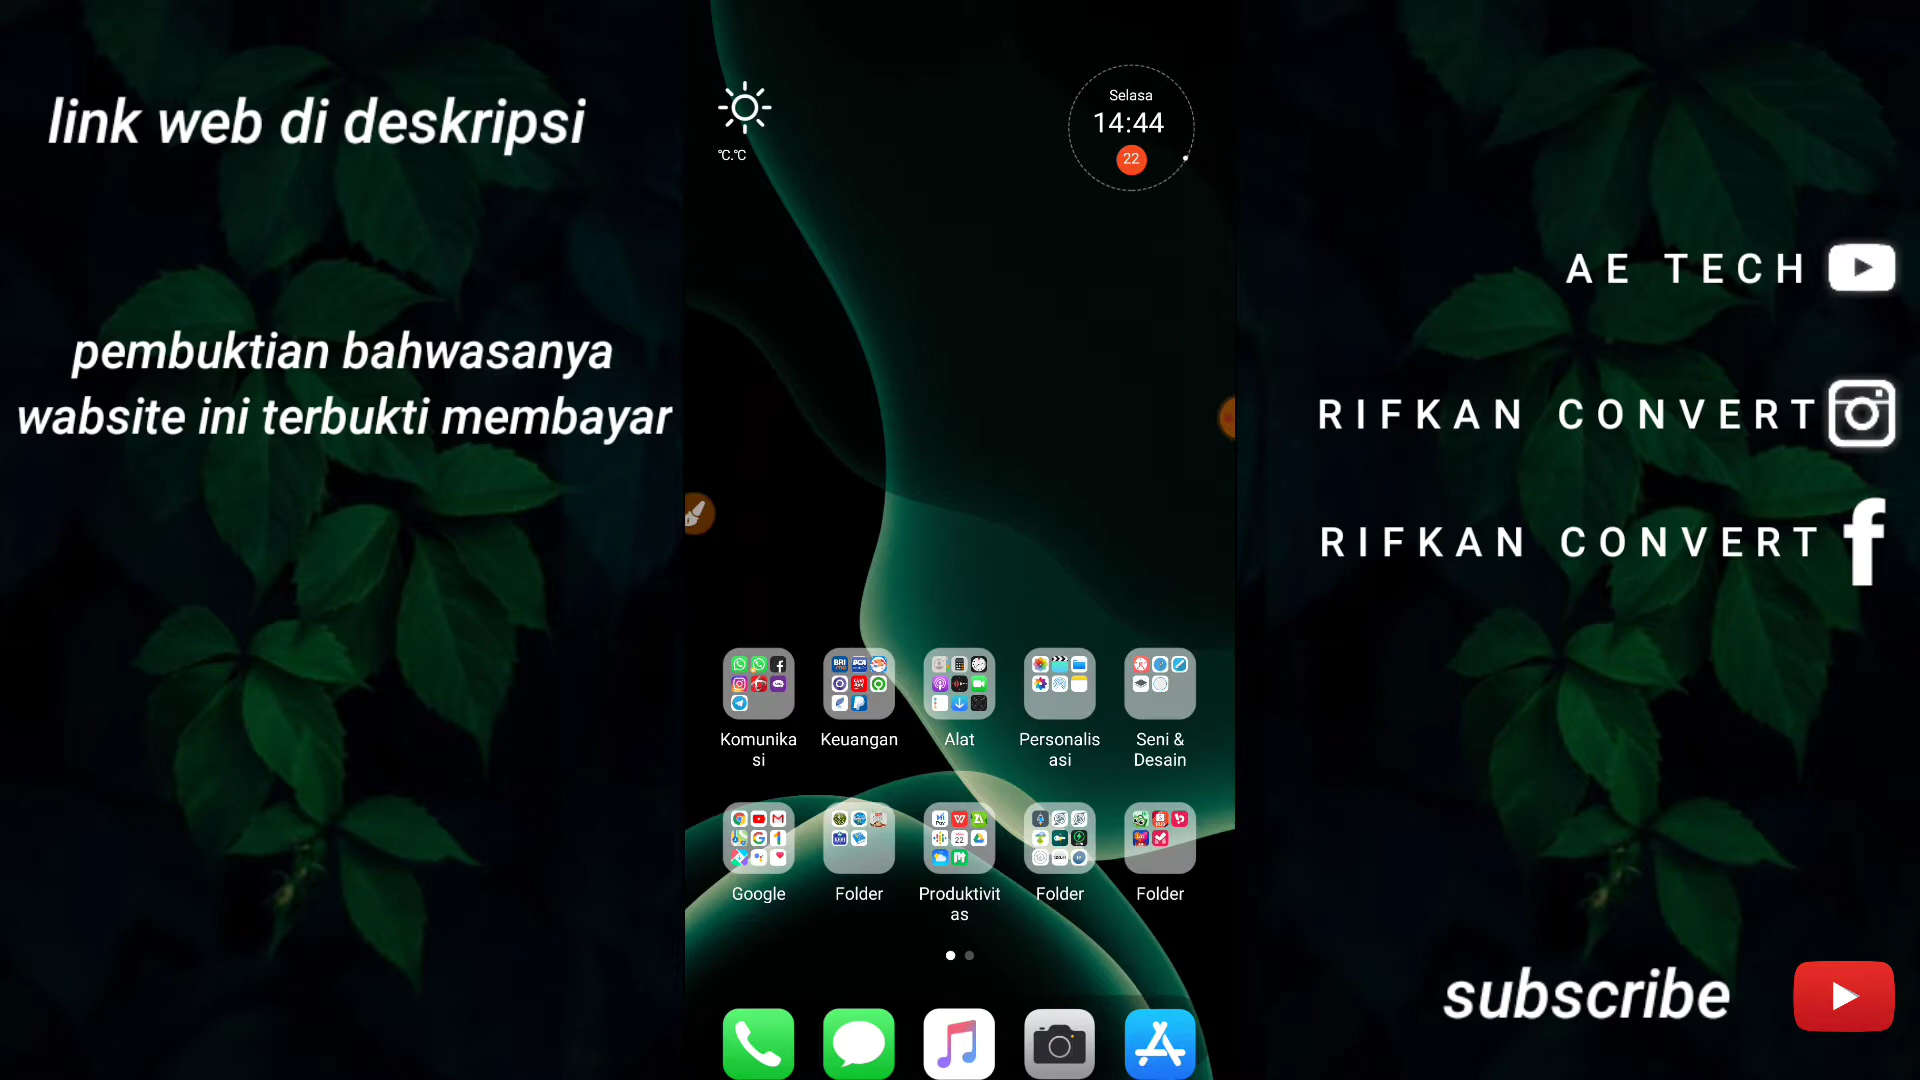 link web di deskripsi
pembuktian bahwasanya
wabsite ini terbukti membayar
℃.℃
Selasa
14:44
22
AE TECH
RIFKAN CONVERT
RIFKAN CONVERT
Komunika
si
Keuangan
Alat
Personalis
asi
Seni &
Desain
Google
Folder
Produktivit
as
Folder
Folder
subscribe